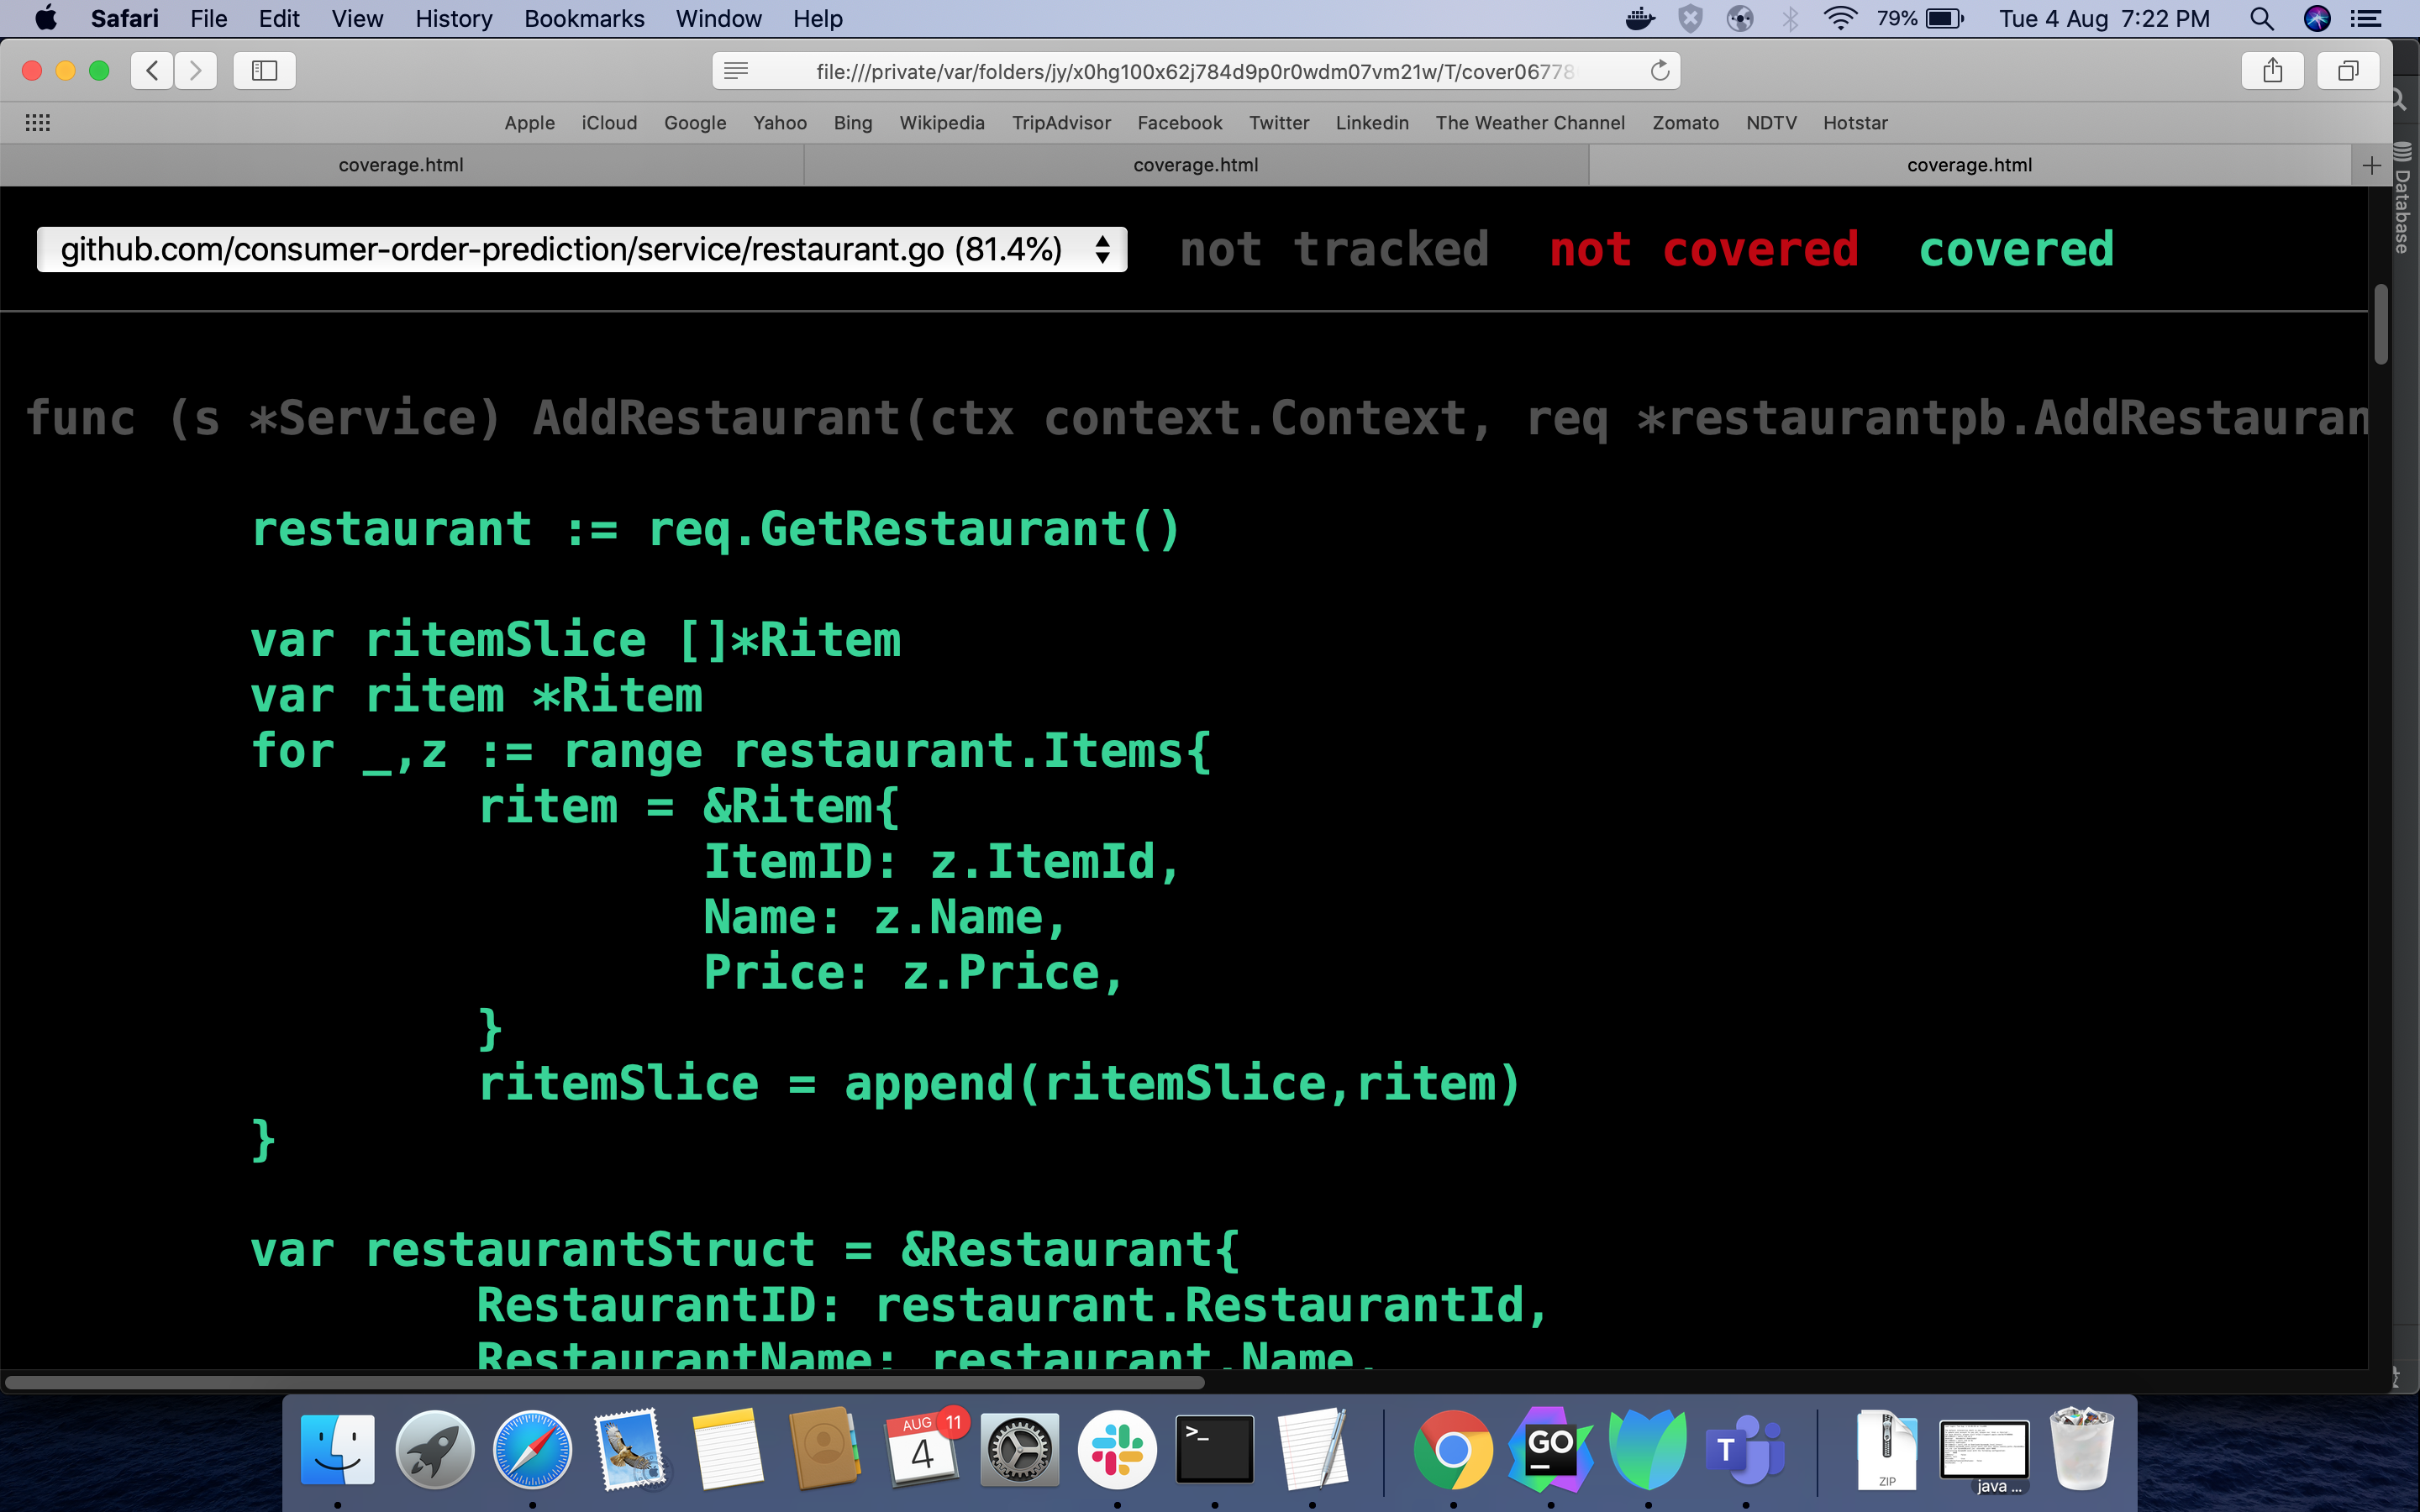 Safari File Edit View History Bookmarks Window Help 79% Tue 4 Aug 7:22 PM
file:///private/var/folders/jy/x0hg100x62j784d9p0r0wdm07vm21w/T/cover06778
Apple iCloud Google Yahoo Bing Wikipedia TripAdvisor Facebook Twitter Linkedin The Weather Channel Zomato NDTV Hotstar
coverage.html coverage.html coverage.html
Database
github.com/consumer-order-prediction/service/restaurant.go (81.4%) not tracked not covered covered
func (s *Service) AddRestaurant(ctx context.Context, req *restaurantpb.AddRestauran
restaurant := req.GetRestaurant()
var ritemSlice []*Ritem
var ritem *Ritem
for _,z := range restaurant.Items{
ritem = &Ritem{
ItemID: z.ItemId,
Name: z.Name,
Price: z.Price,
}
ritemSlice = append(ritemSlice,ritem)
}
var restaurantStruct = &Restaurant{
RestaurantID: restaurant.RestaurantId,
RestaurantName: restaurant.Name,
AUG 11
4
>_
GO
T
ZIP
java ...